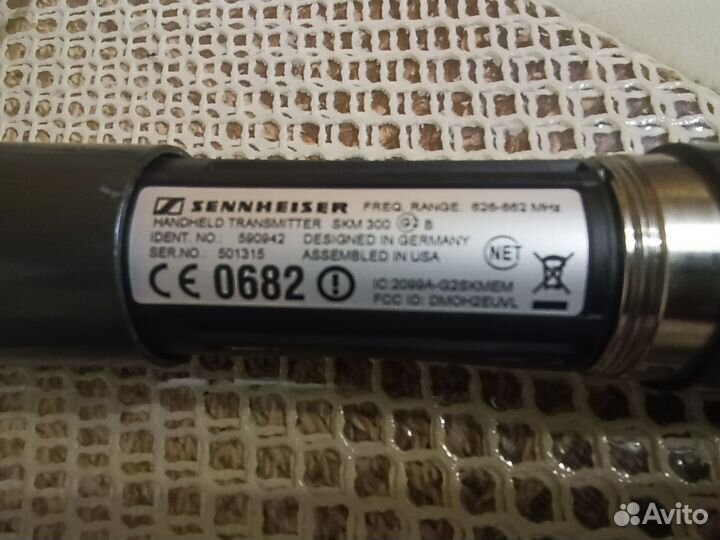 SENNHEISER FREQ. RANGE: 626-662 MHz
HANDHELD TRANSMITTER SKM 300 G2 B
IDENT. NO.: 590942 DESIGNED IN GERMANY
SER.NO.: 501315 ASSEMBLED IN USA
NET
CE 0682
IC:2099A-G2SKMEM
FCC ID: DMOH2EUVL
Avito